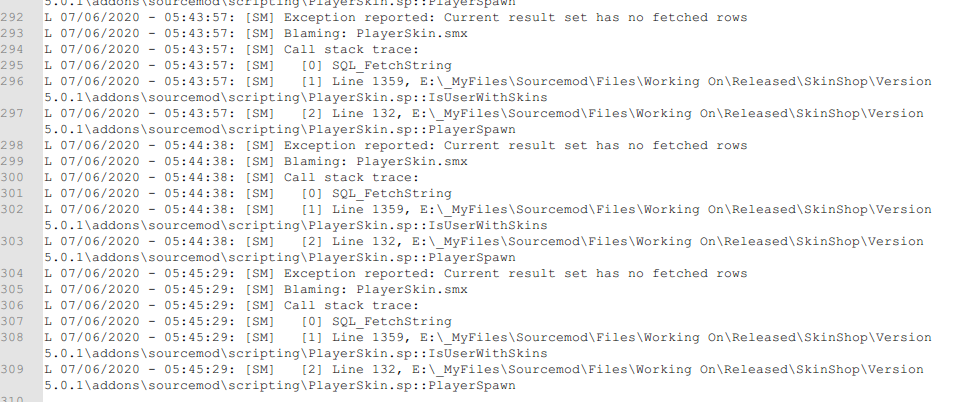 5.0.1\addons\sourcemod\scripting\PlayerSkin.sp::PlayerSpawn
292 L 07/06/2020 - 05:43:57: [SM] Exception reported: Current result set has no fetched rows
293 L 07/06/2020 - 05:43:57: [SM] Blaming: PlayerSkin.smx
294 L 07/06/2020 - 05:43:57: [SM] Call stack trace:
295 L 07/06/2020 - 05:43:57: [SM]   [0] SQL_FetchString
296 L 07/06/2020 - 05:43:57: [SM]   [1] Line 1359, E:\_MyFiles\Sourcemod\Files\Working On\Released\SkinShop\Version
5.0.1\addons\sourcemod\scripting\PlayerSkin.sp::IsUserWithSkins
297 L 07/06/2020 - 05:43:57: [SM]   [2] Line 132, E:\_MyFiles\Sourcemod\Files\Working On\Released\SkinShop\Version
5.0.1\addons\sourcemod\scripting\PlayerSkin.sp::PlayerSpawn
298 L 07/06/2020 - 05:44:38: [SM] Exception reported: Current result set has no fetched rows
299 L 07/06/2020 - 05:44:38: [SM] Blaming: PlayerSkin.smx
300 L 07/06/2020 - 05:44:38: [SM] Call stack trace:
301 L 07/06/2020 - 05:44:38: [SM]   [0] SQL_FetchString
302 L 07/06/2020 - 05:44:38: [SM]   [1] Line 1359, E:\_MyFiles\Sourcemod\Files\Working On\Released\SkinShop\Version
5.0.1\addons\sourcemod\scripting\PlayerSkin.sp::IsUserWithSkins
303 L 07/06/2020 - 05:44:38: [SM]   [2] Line 132, E:\_MyFiles\Sourcemod\Files\Working On\Released\SkinShop\Version
5.0.1\addons\sourcemod\scripting\PlayerSkin.sp::PlayerSpawn
304 L 07/06/2020 - 05:45:29: [SM] Exception reported: Current result set has no fetched rows
305 L 07/06/2020 - 05:45:29: [SM] Blaming: PlayerSkin.smx
306 L 07/06/2020 - 05:45:29: [SM] Call stack trace:
307 L 07/06/2020 - 05:45:29: [SM]   [0] SQL_FetchString
308 L 07/06/2020 - 05:45:29: [SM]   [1] Line 1359, E:\_MyFiles\Sourcemod\Files\Working On\Released\SkinShop\Version
5.0.1\addons\sourcemod\scripting\PlayerSkin.sp::IsUserWithSkins
309 L 07/06/2020 - 05:45:29: [SM]   [2] Line 132, E:\_MyFiles\Sourcemod\Files\Working On\Released\SkinShop\Version
5.0.1\addons\sourcemod\scripting\PlayerSkin.sp::PlayerSpawn
310